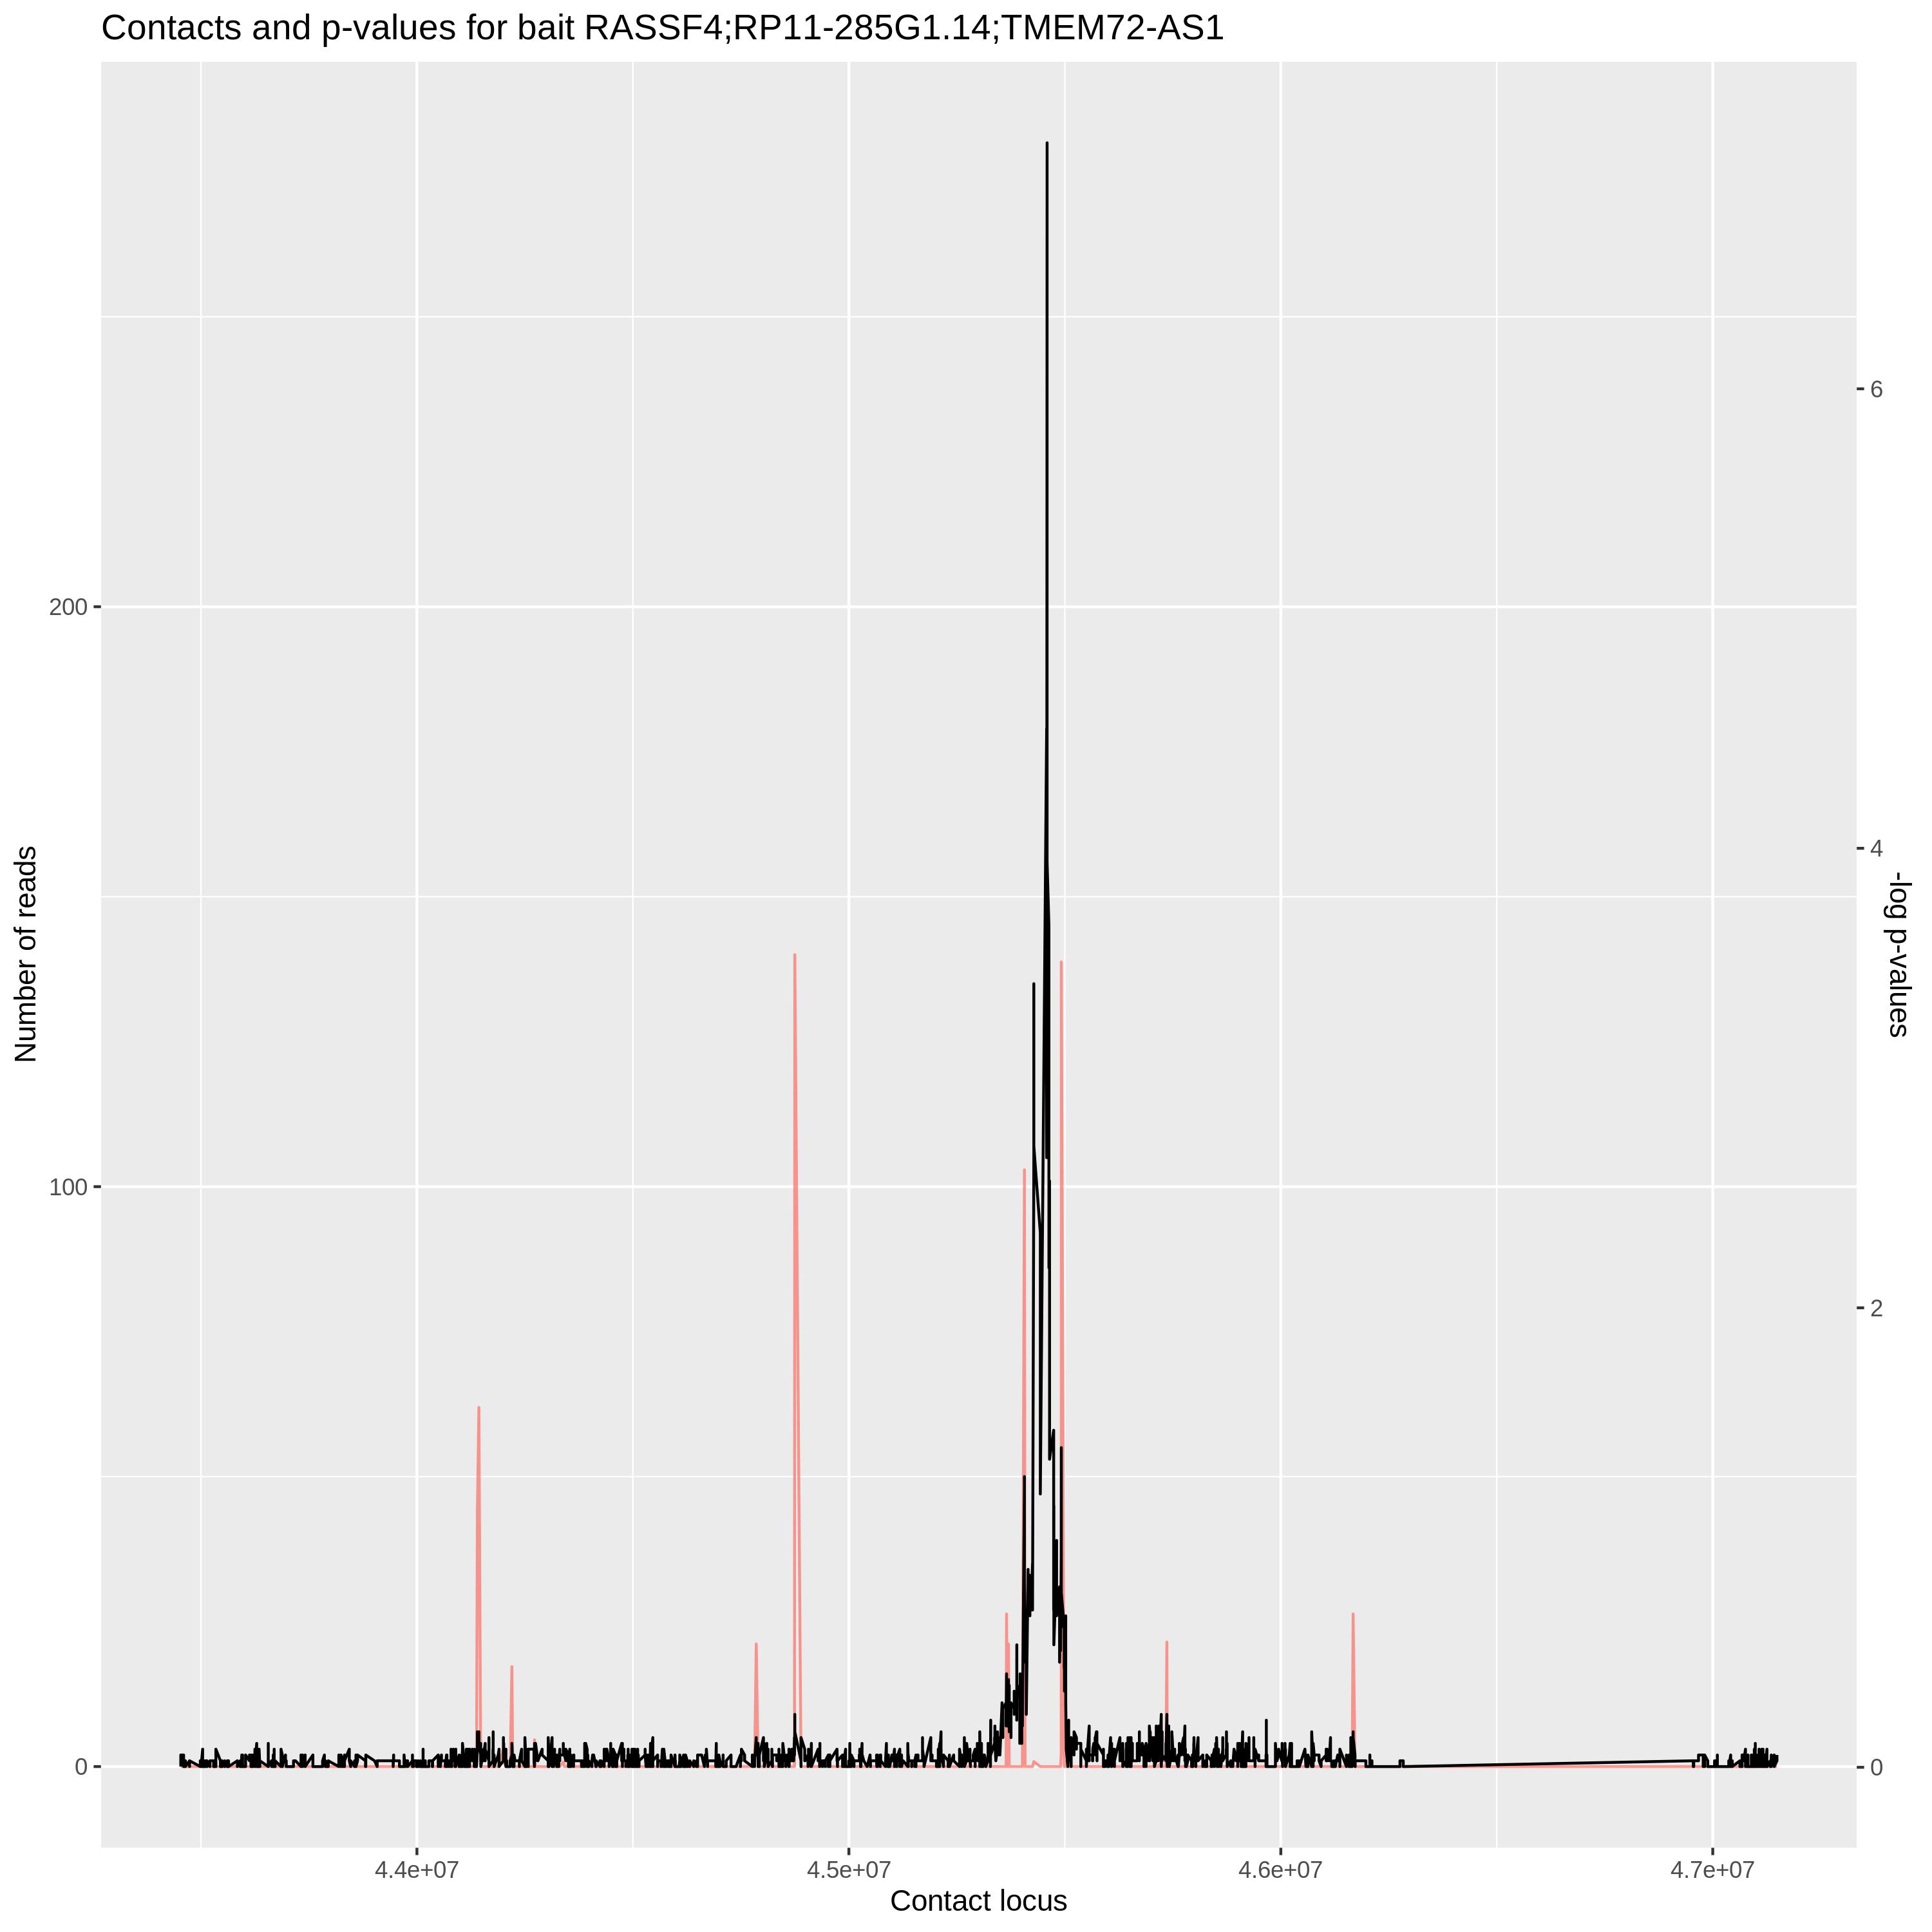 Contacts and p-values for bait RASSF4;RP11-285G1.14;TMEM72-AS1
Number of reads
200
100
0
6
4
2
0
-log p-values
4.4e+07
4.5e+07
4.6e+07
4.7e+07
Contact locus